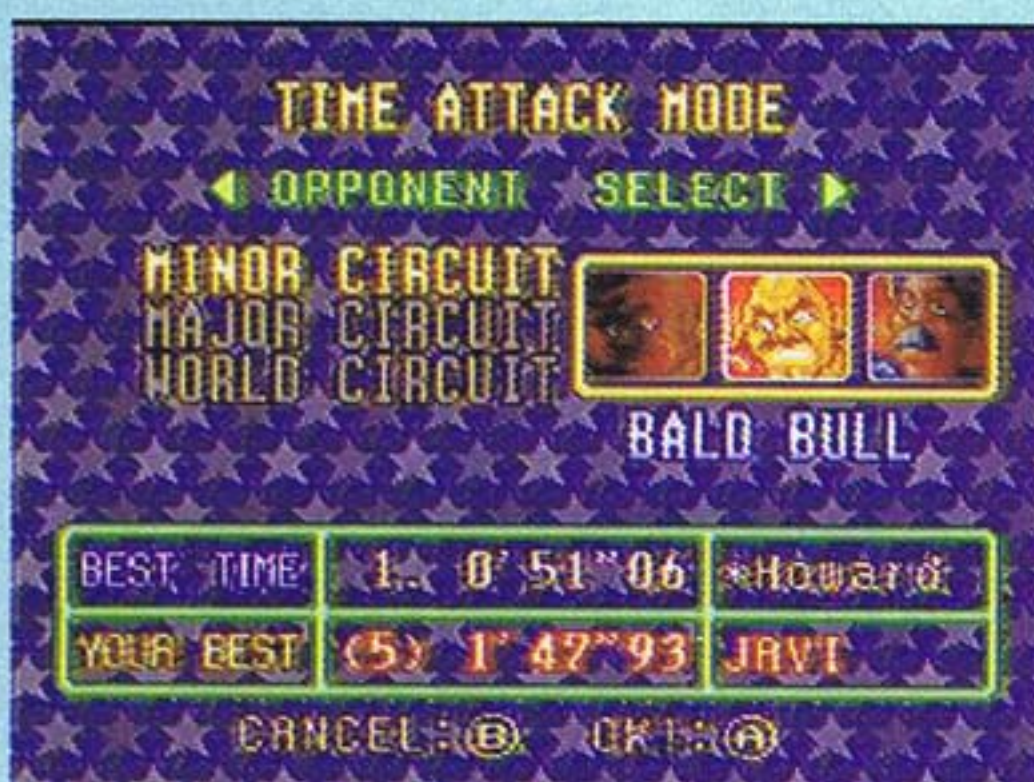 TIME ATTACK MODE
OPPONENT SELECT
MINOR CIRCUIT
MAJOR CIRCUIT
WORLD CIRCUIT
BALD BULL
BEST TIME 1. 0'51"06 *Howard
YOUR BEST (5) 1'47"93 JAVI
CANCEL:B OK!:A